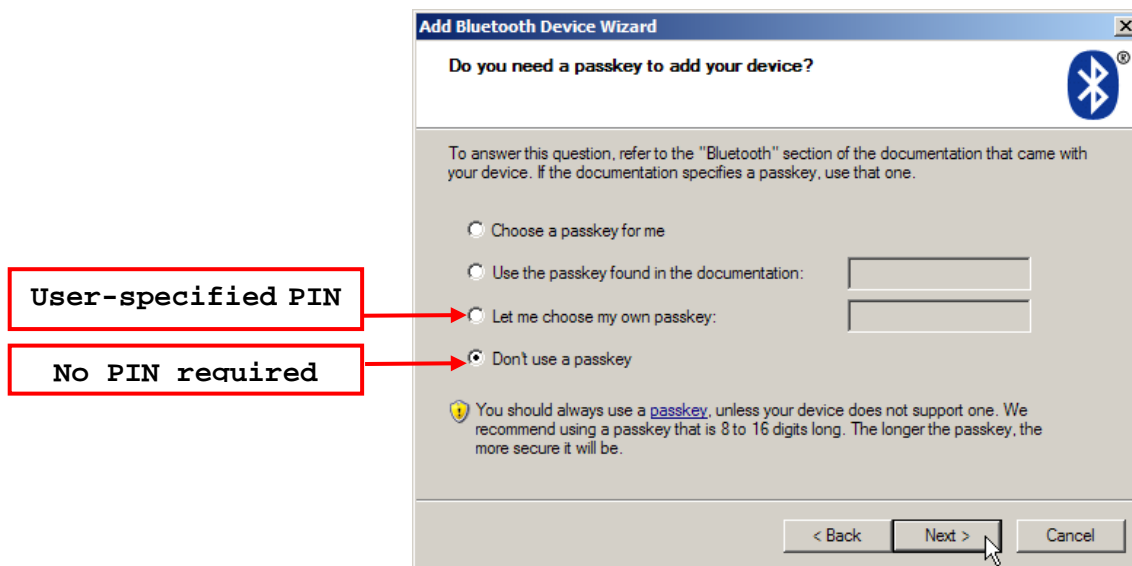 Add Bluetooth Device Wizard
Do you need a passkey to add your device?
®
To answer this question, refer to the "Bluetooth" section of the documentation that came with
your device. If the documentation specifies a passkey, use that one.
Choose a passkey for me
Use the passkey found in the documentation:
User-specified PIN
Let me choose my own passkey:
No PIN required
Don't use a passkey
You should always use a passkey, unless your device does not support one. We
recommend using a passkey that is 8 to 16 digits long. The longer the passkey, the
more secure it will be.
< Back Next > Cancel